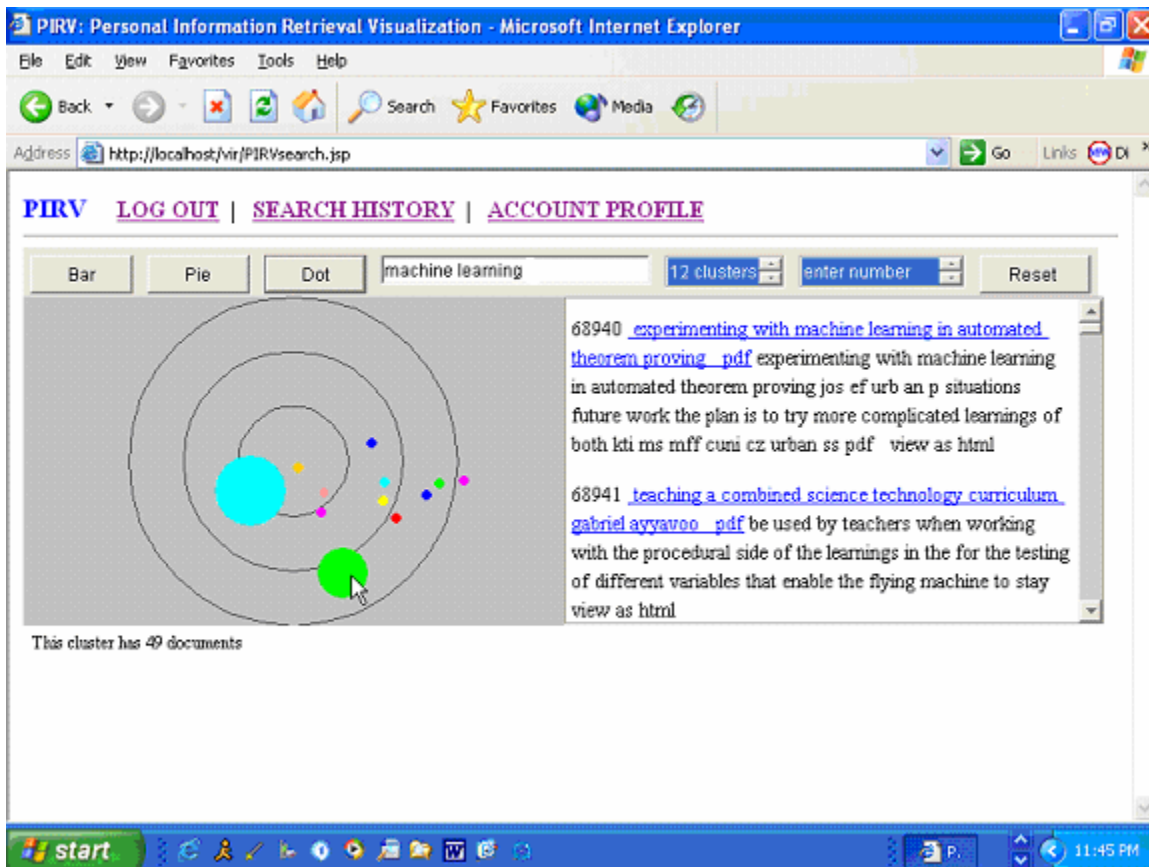 PIRV: Personal Information Retrieval Visualization - Microsoft Internet Explorer
File Edit View Favorites Tools Help
Back Search Favorites Media
Address http://localhost/vir/PIRVsearch.jsp Go Links
PIRV LOG OUT | SEARCH HISTORY | ACCOUNT PROFILE
Bar Pie Dot machine learning 12 clusters enter number Reset
68940 experimenting with machine learning in automated
theorem proving pdf experimenting with machine learning
in automated theorem proving jos ef urb an p situations
future work the plan is to try more complicated learnings of
both kti ms mff cuni cz urban ss pdf view as html
68941 teaching a combined science technology curriculum
gabriel ayyavoo pdf be used by teachers when working
with the procedural side of the learnings in the for the testing
of different variables that enable the flying machine to stay
view as html
This cluster has 49 documents
start P. 11:45 PM